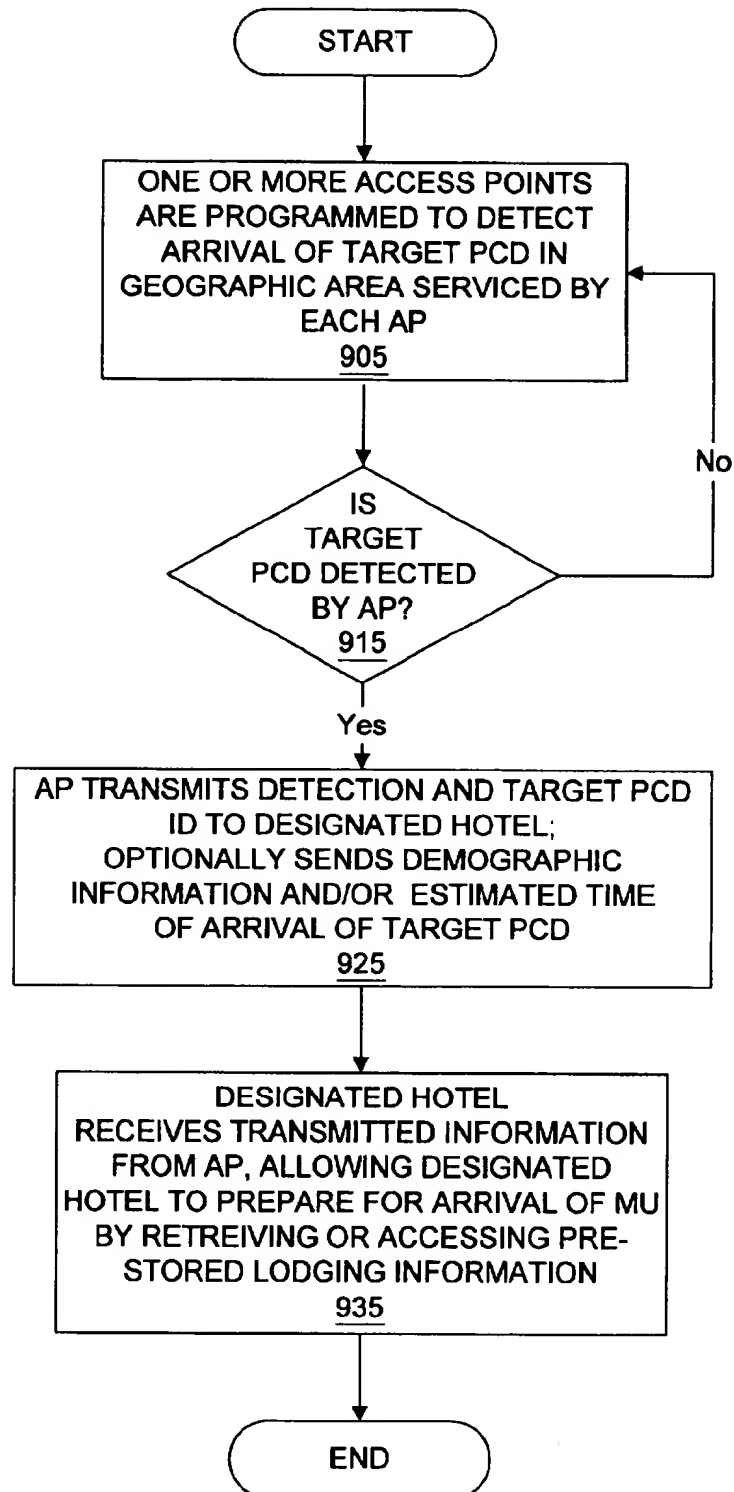 START
ONE OR MORE ACCESS POINTS
ARE PROGRAMMED TO DETECT
ARRIVAL OF TARGET PCD IN
GEOGRAPHIC AREA SERVICED BY
EACH AP
905
No
IS
TARGET
PCD DETECTED
BY AP?
915
Yes
AP TRANSMITS DETECTION AND TARGET PCD
ID TO DESIGNATED HOTEL;
OPTIONALLY SENDS DEMOGRAPHIC
INFORMATION AND/OR ESTIMATED TIME
OF ARRIVAL OF TARGET PCD
925
DESIGNATED HOTEL
RECEIVES TRANSMITTED INFORMATION
FROM AP, ALLOWING DESIGNATED
HOTEL TO PREPARE FOR ARRIVAL OF MU
BY RETREIVING OR ACCESSING PRE-
STORED LODGING INFORMATION
935
END